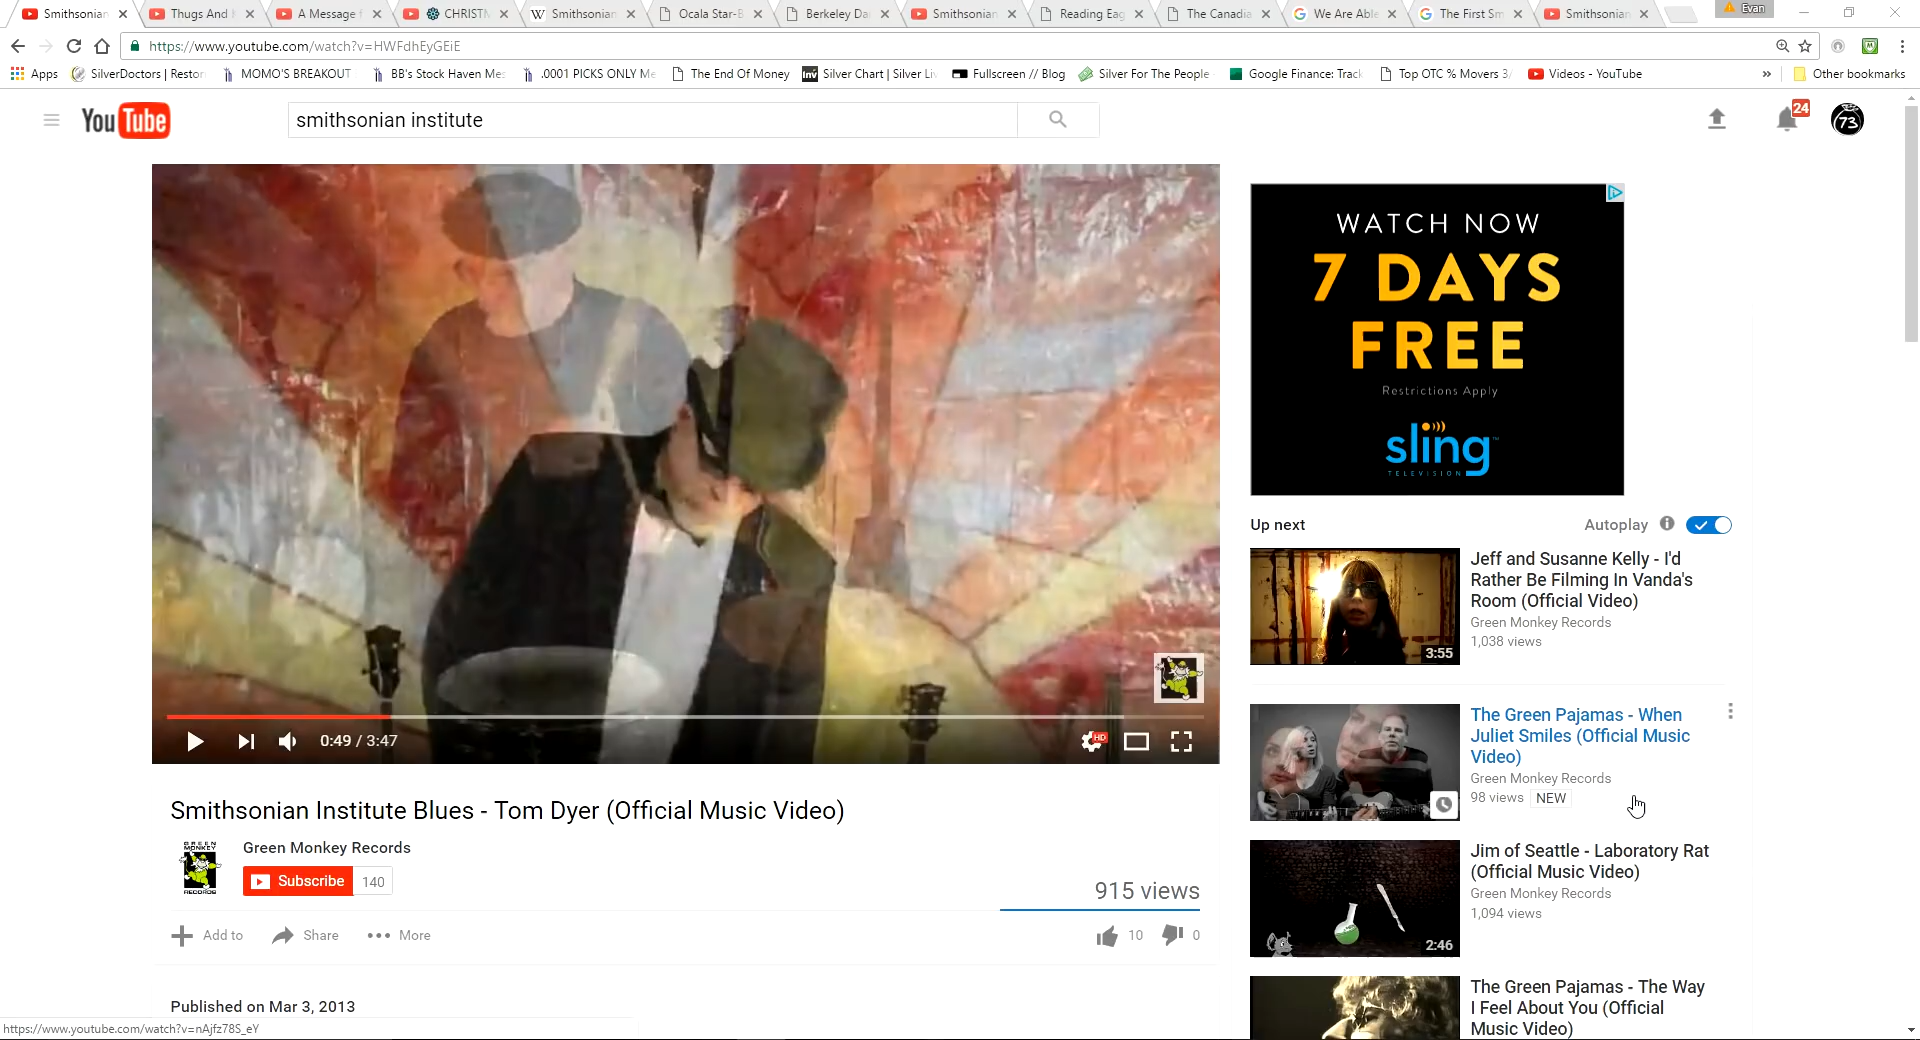 Smithsonian
Thugs And
A Message
CHRISTN
Smithsonian
Ocala Star-B
Berkeley Da
Smithsonian
Reading Eag
The Canadia
We Are Able
The First Sm
Smithsonian
Evan
https://www.youtube.com/watch?v=HWFdhEyGEiE
Apps
SilverDoctors | Restor
MOMO'S BREAKOUT
BB's Stock Haven Mes
.0001 PICKS ONLY Me
The End Of Money
Silver Chart | Silver Li
Fullscreen // Blog
Silver For The People
Google Finance: Track
Top OTC % Movers 3/
Videos - YouTube
»
Other bookmarks
YouTube
smithsonian institute
24
73
WATCH NOW
7 DAYS
FREE
Restrictions Apply
sling
TELEVISION
Up next
Autoplay
Jeff and Susanne Kelly - I'd
Rather Be Filming In Vanda's
Room (Official Video)
Green Monkey Records
1,038 views
3:55
0:49 / 3:47
HD
The Green Pajamas - When
Juliet Smiles (Official Music
Video)
Green Monkey Records
98 views NEW
Smithsonian Institute Blues - Tom Dyer (Official Music Video)
GREEN
MONKEY
RECORDS
Green Monkey Records
Subscribe 140
915 views
Add to
Share
More
10
0
Jim of Seattle - Laboratory Rat
(Official Music Video)
Green Monkey Records
1,094 views
2:46
Published on Mar 3, 2013
The Green Pajamas - The Way
I Feel About You (Official
Music Video)
https://www.youtube.com/watch?v=nAjfz78S_eY